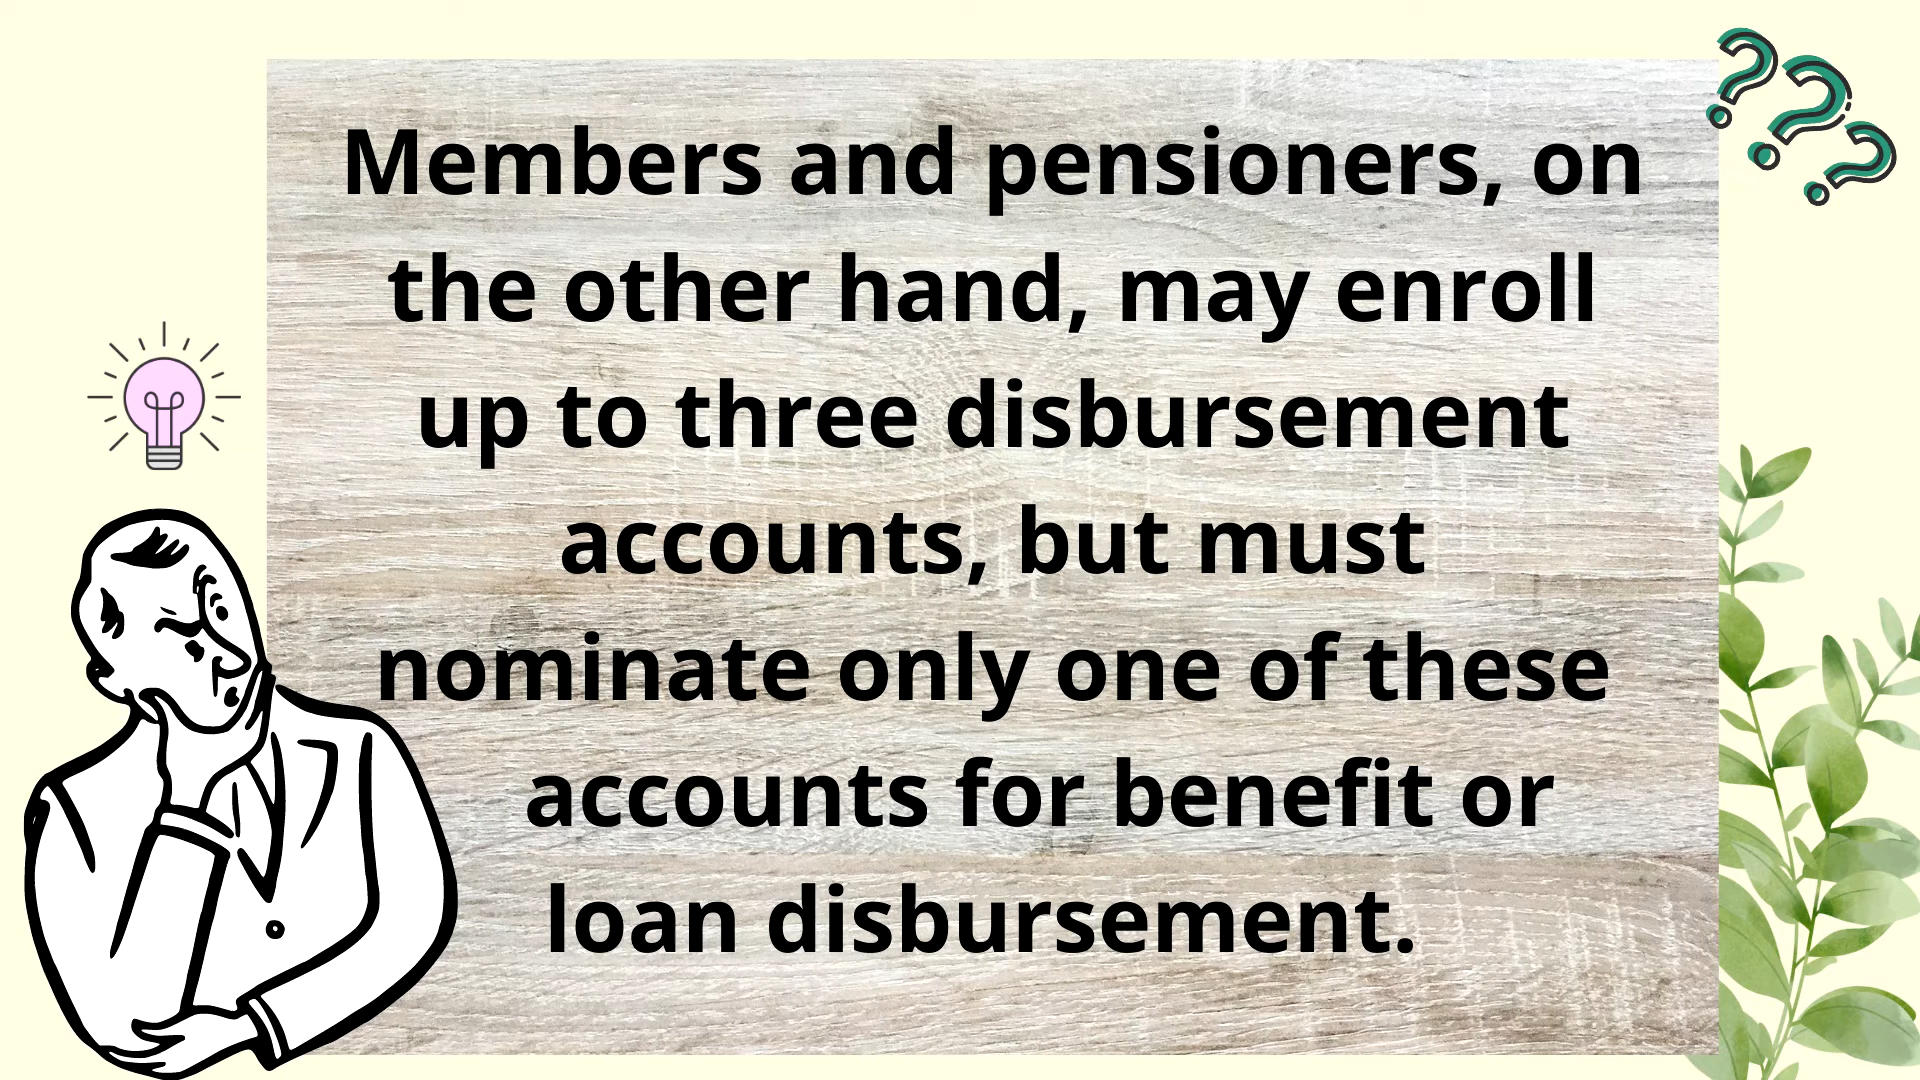 Members and pensioners, on
the other hand, may enroll
up to three disbursement
accounts, but must
nominate only one of these
accounts for benefit or
loan disbursement.